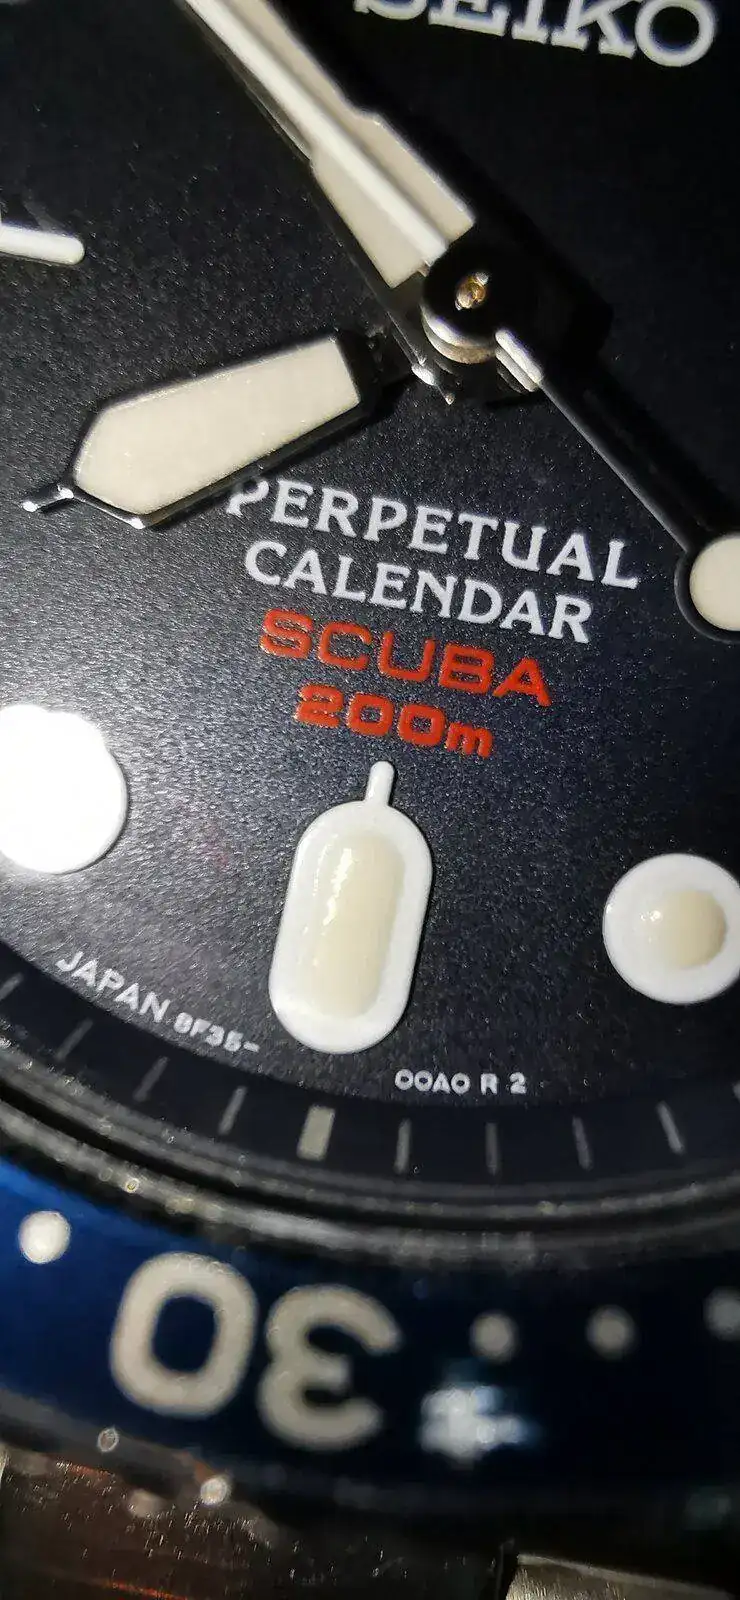 SEIKO
PERPETUAL
CALENDAR
SCUBA
200m
JAPAN 8F35-
00A0 R 2
30